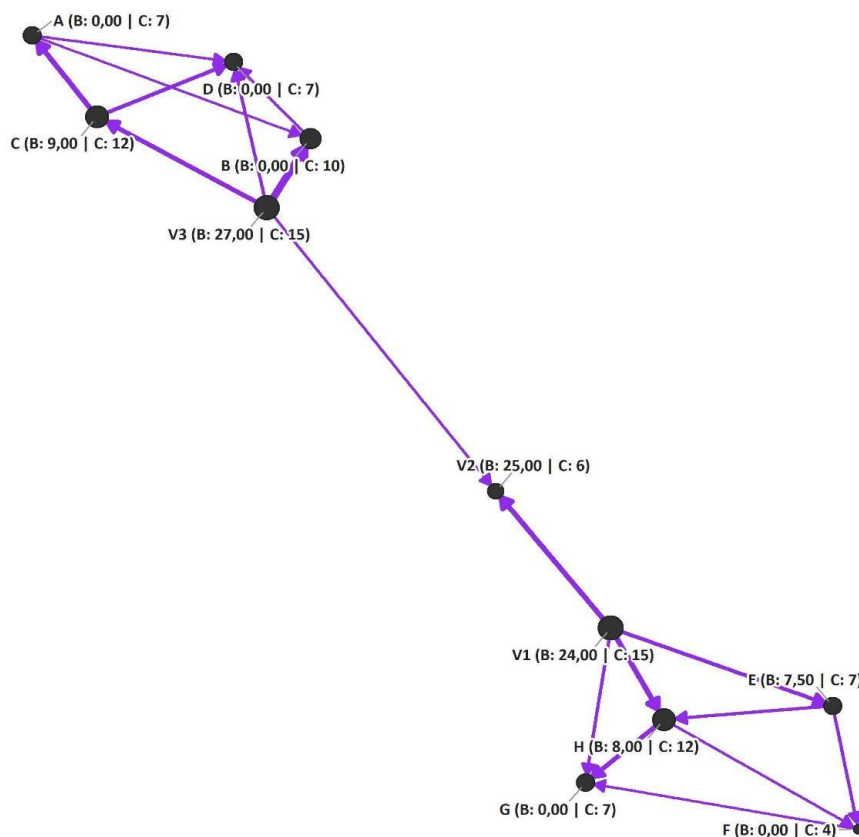 A (B: 0,00 | C: 7)
D (B: 0,00 | C: 7)
C (B: 9,00 | C: 12)
B (B: 0,00 | C: 10)
V3 (B: 27,00 | C: 15)
V2 (B: 25,00 | C: 6)
V1 (B: 24,00 | C: 15)
E (B: 7,50 | C: 7)
H (B: 8,00 | C: 12)
G (B: 0,00 | C: 7)
F (B: 0,00 | C: 4)